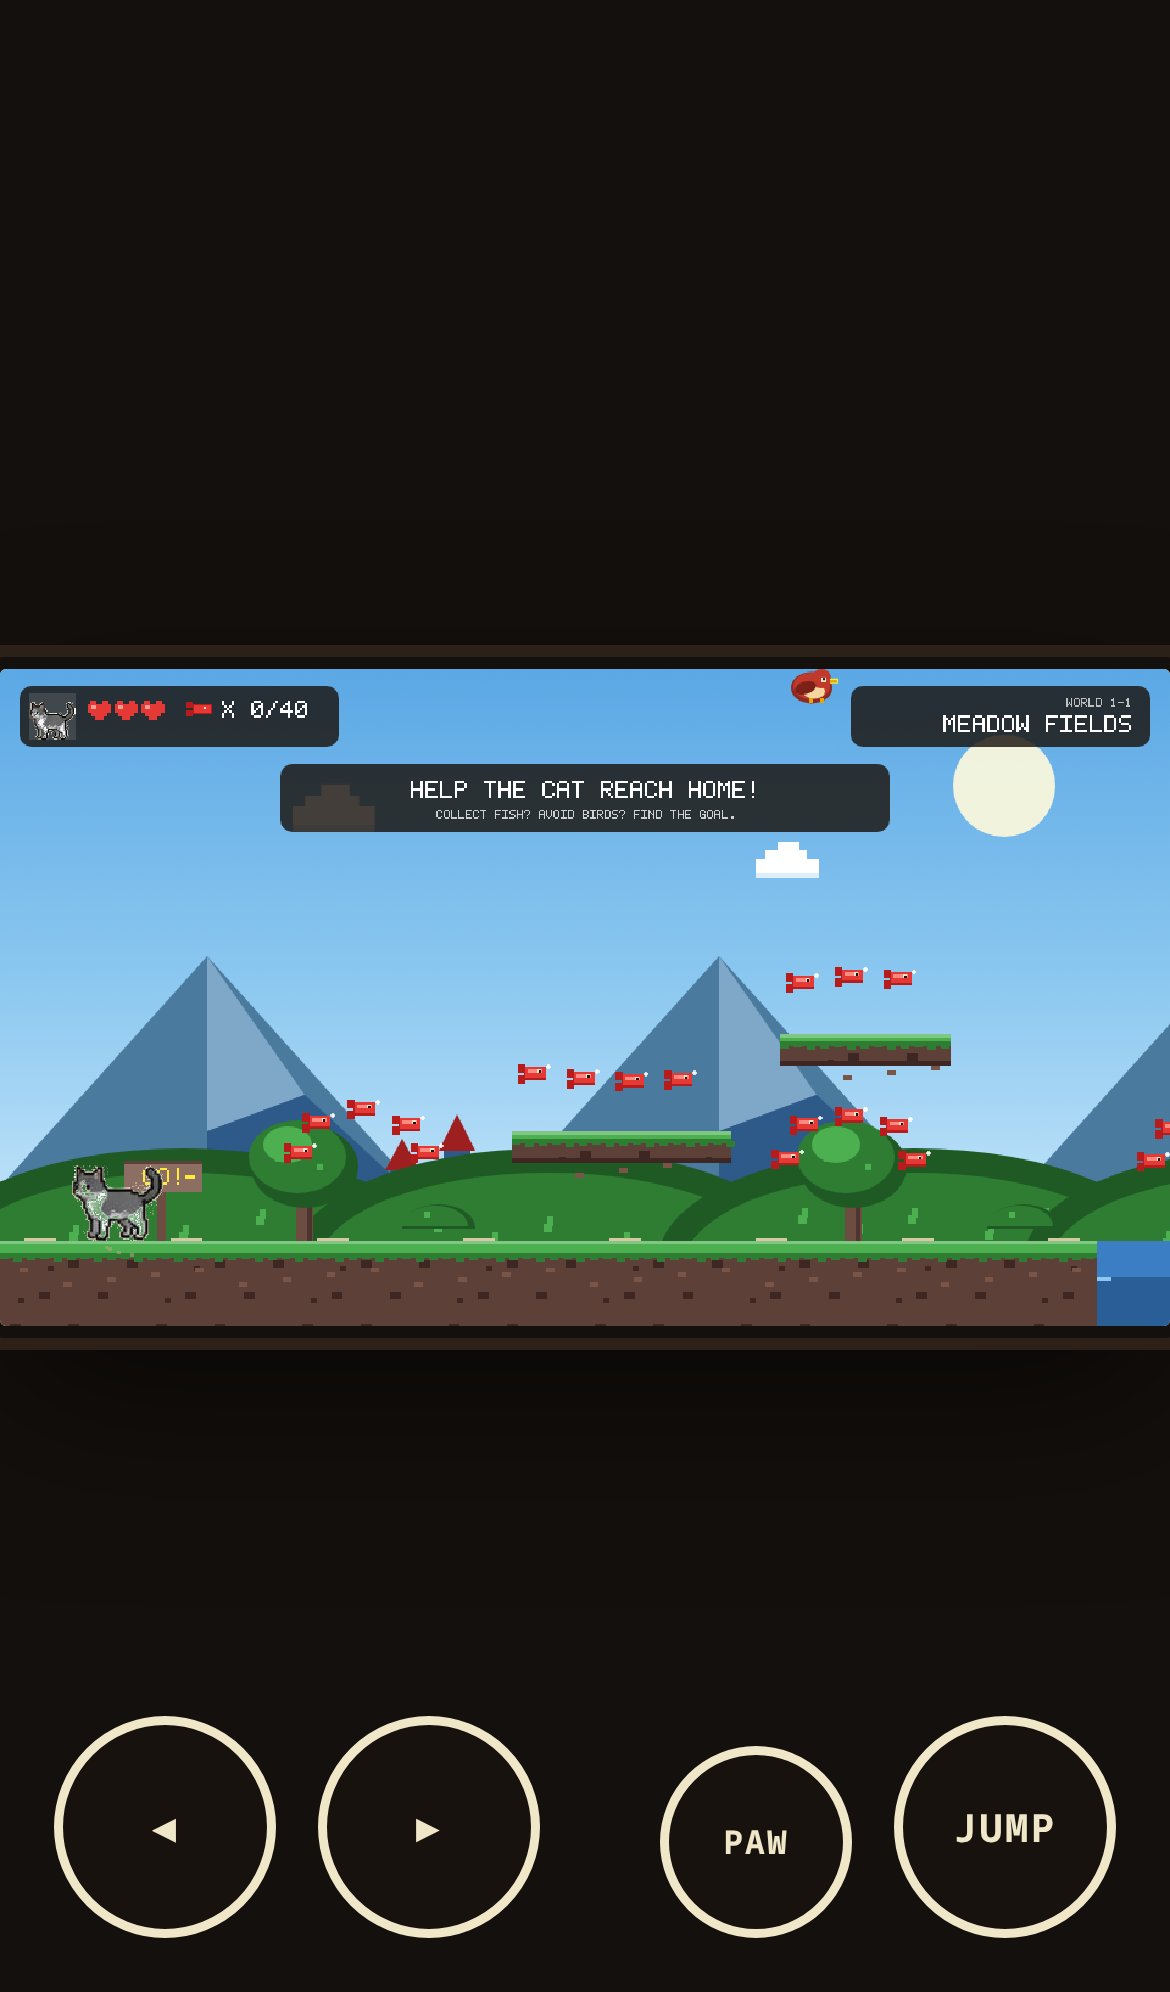 X 0/40
WORLD 1-1
MEADOW FIELDS
HELP THE CAT REACH HOME!
COLLECT FISH? AVOID BIRDS? FIND THE GOAL.
PAW
JUMP